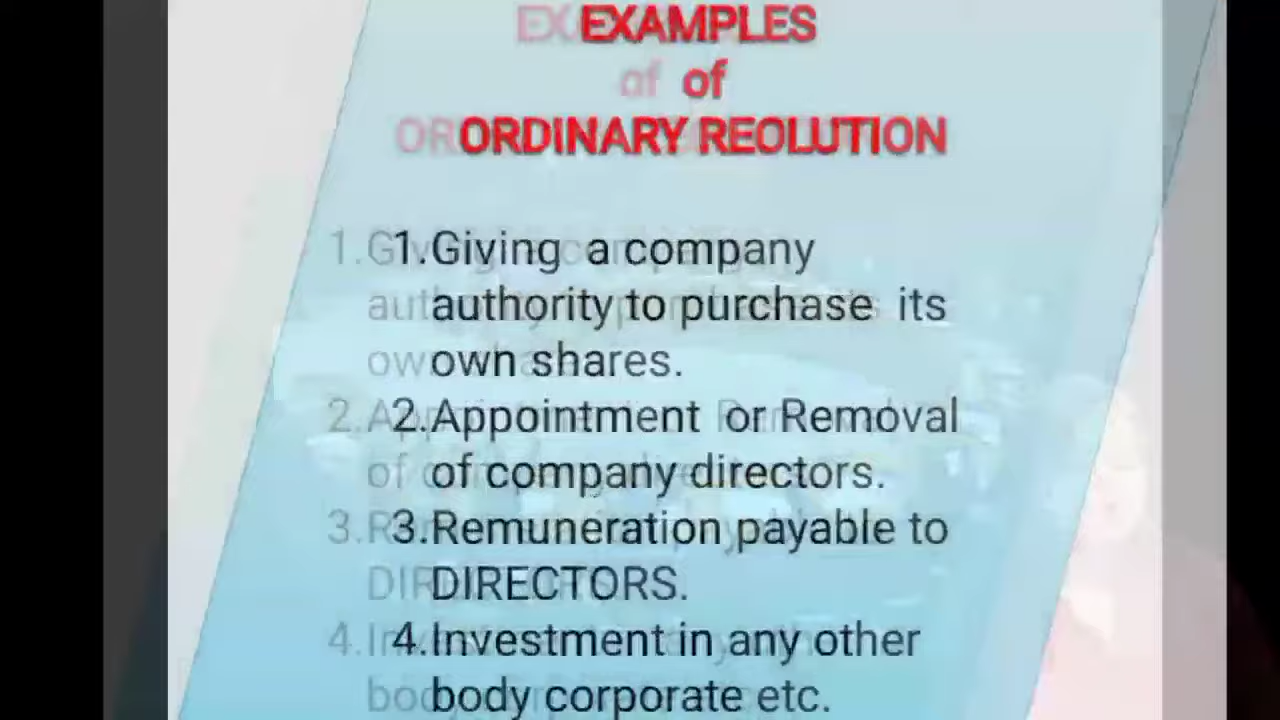 EXAMPLES
of
ORDINARY REOLUTION
1.Giving a company
authority to purchase its
own shares.
2.Appointment or Removal
of company directors.
3.Remuneration payable to
DIRECTORS.
4.Investment in any other
body corporate etc.